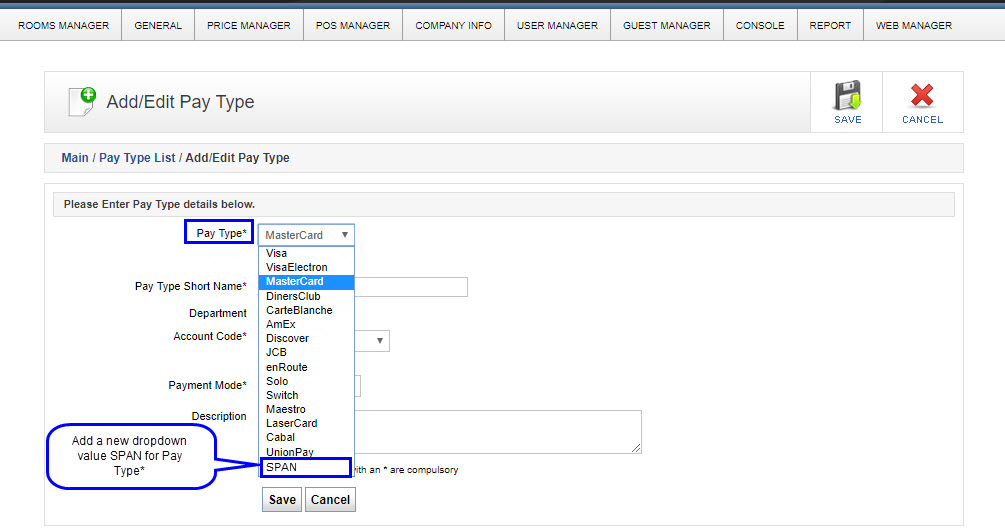 ROOMS MANAGER GENERAL PRICE MANAGER POS MANAGER COMPANY INFO USER MANAGER GUEST MANAGER CONSOLE REPORT WEB MANAGER
Add/Edit Pay Type
SAVE CANCEL
Main / Pay Type List / Add/Edit Pay Type
Please Enter Pay Type details below.
Pay Type* MasterCard
Visa
VisaElectron
MasterCard
DinersClub
CarteBlanche
AmEx
Discover
JCB
enRoute
Solo
Switch
Maestro
LaserCard
Cabal
UnionPay
SPAN
Pay Type Short Name*
Department
Account Code*
Payment Mode*
Description
Add a new dropdown
value SPAN for Pay
Type*
with an * are compulsory
Save Cancel